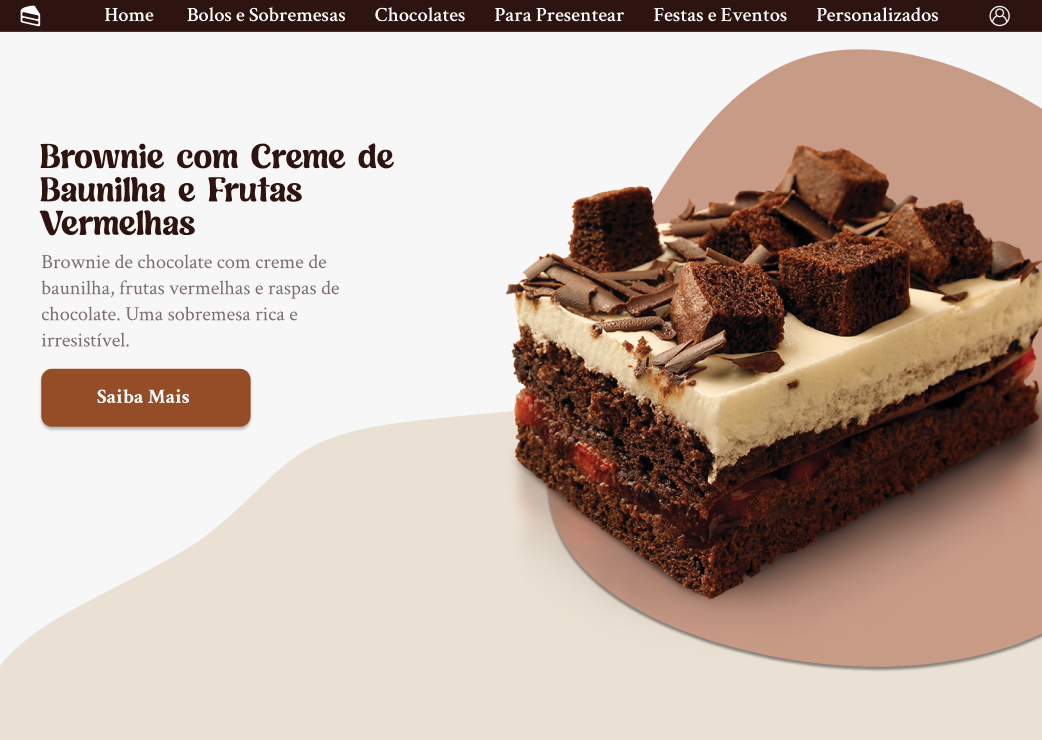 Home Bolos e Sobremesas Chocolates Para Presentear Festas e Eventos Personalizados
Brownie com Creme de
Baunilha e Frutas
Vermelhas
Brownie de chocolate com creme de
baunilha, frutas vermelhas e raspas de
chocolate. Uma sobremesa rica e
irresistível.
Saiba Mais